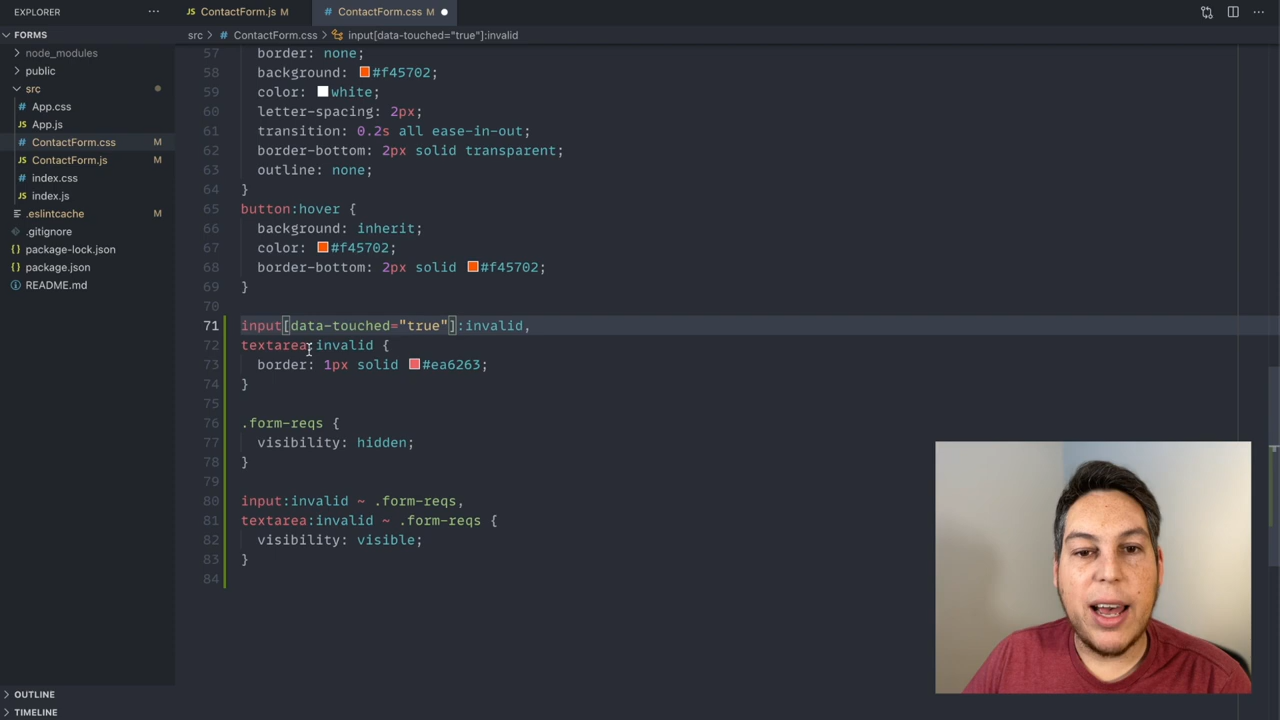 EXPLORER
···
JS ContactForm.js M
# ContactForm.css M
···
FORMS
src > ContactForm.css > input[data-touched="true"]:invalid
node_modules
public
src
# App.css
JS App.js
# ContactForm.css M
JS ContactForm.js M
# index.css
JS index.js
.eslintcache M
.gitignore
{} package-lock.json
{} package.json
README.md
57 border: none;
58 background: #f45702;
59 color: white;
60 letter-spacing: 2px;
61 transition: 0.2s all ease-in-out;
62 border-bottom: 2px solid transparent;
63 outline: none;
64 }
65 button:hover {
66 background: inherit;
67 color: #f45702;
68 border-bottom: 2px solid #f45702;
69 }
70
71 input[data-touched="true"]:invalid,
72 textarea:invalid {
73 border: 1px solid #ea6263;
74 }
75
76 .form-reqs {
77 visibility: hidden;
78 }
79
80 input:invalid ~ .form-reqs,
81 textarea:invalid ~ .form-reqs {
82 visibility: visible;
83 }
84
OUTLINE
TIMELINE